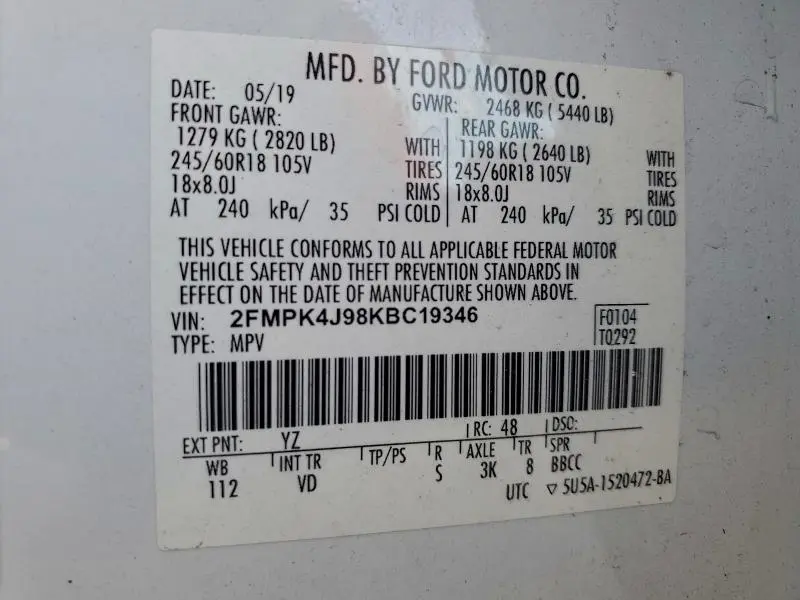 MFD. BY FORD MOTOR CO.
DATE: 05/19 GVWR: 2468 KG ( 5440 LB)
FRONT GAWR: REAR GAWR:
1279 KG ( 2820 LB) WITH 1198 KG ( 2640 LB) WITH
245/60R18 105V TIRES 245/60R18 105V TIRES
18x8.0J RIMS 18x8.0J RIMS
AT 240 kPa/ 35 PSI COLD AT 240 kPa/ 35 PSI COLD
THIS VEHICLE CONFORMS TO ALL APPLICABLE FEDERAL MOTOR
VEHICLE SAFETY AND THEFT PREVENTION STANDARDS IN
EFFECT ON THE DATE OF MANUFACTURE SHOWN ABOVE.
VIN: 2FMPK4J98KBC19346 F0104
TYPE: MPV T0292
EXT PNT: YZ RC: 48 DSO:
WB INT TR TP/PS R AXLE TR SPR
112 VD S 3K 8 BBCC
UTC ▽ 5U5A-1520472-BA